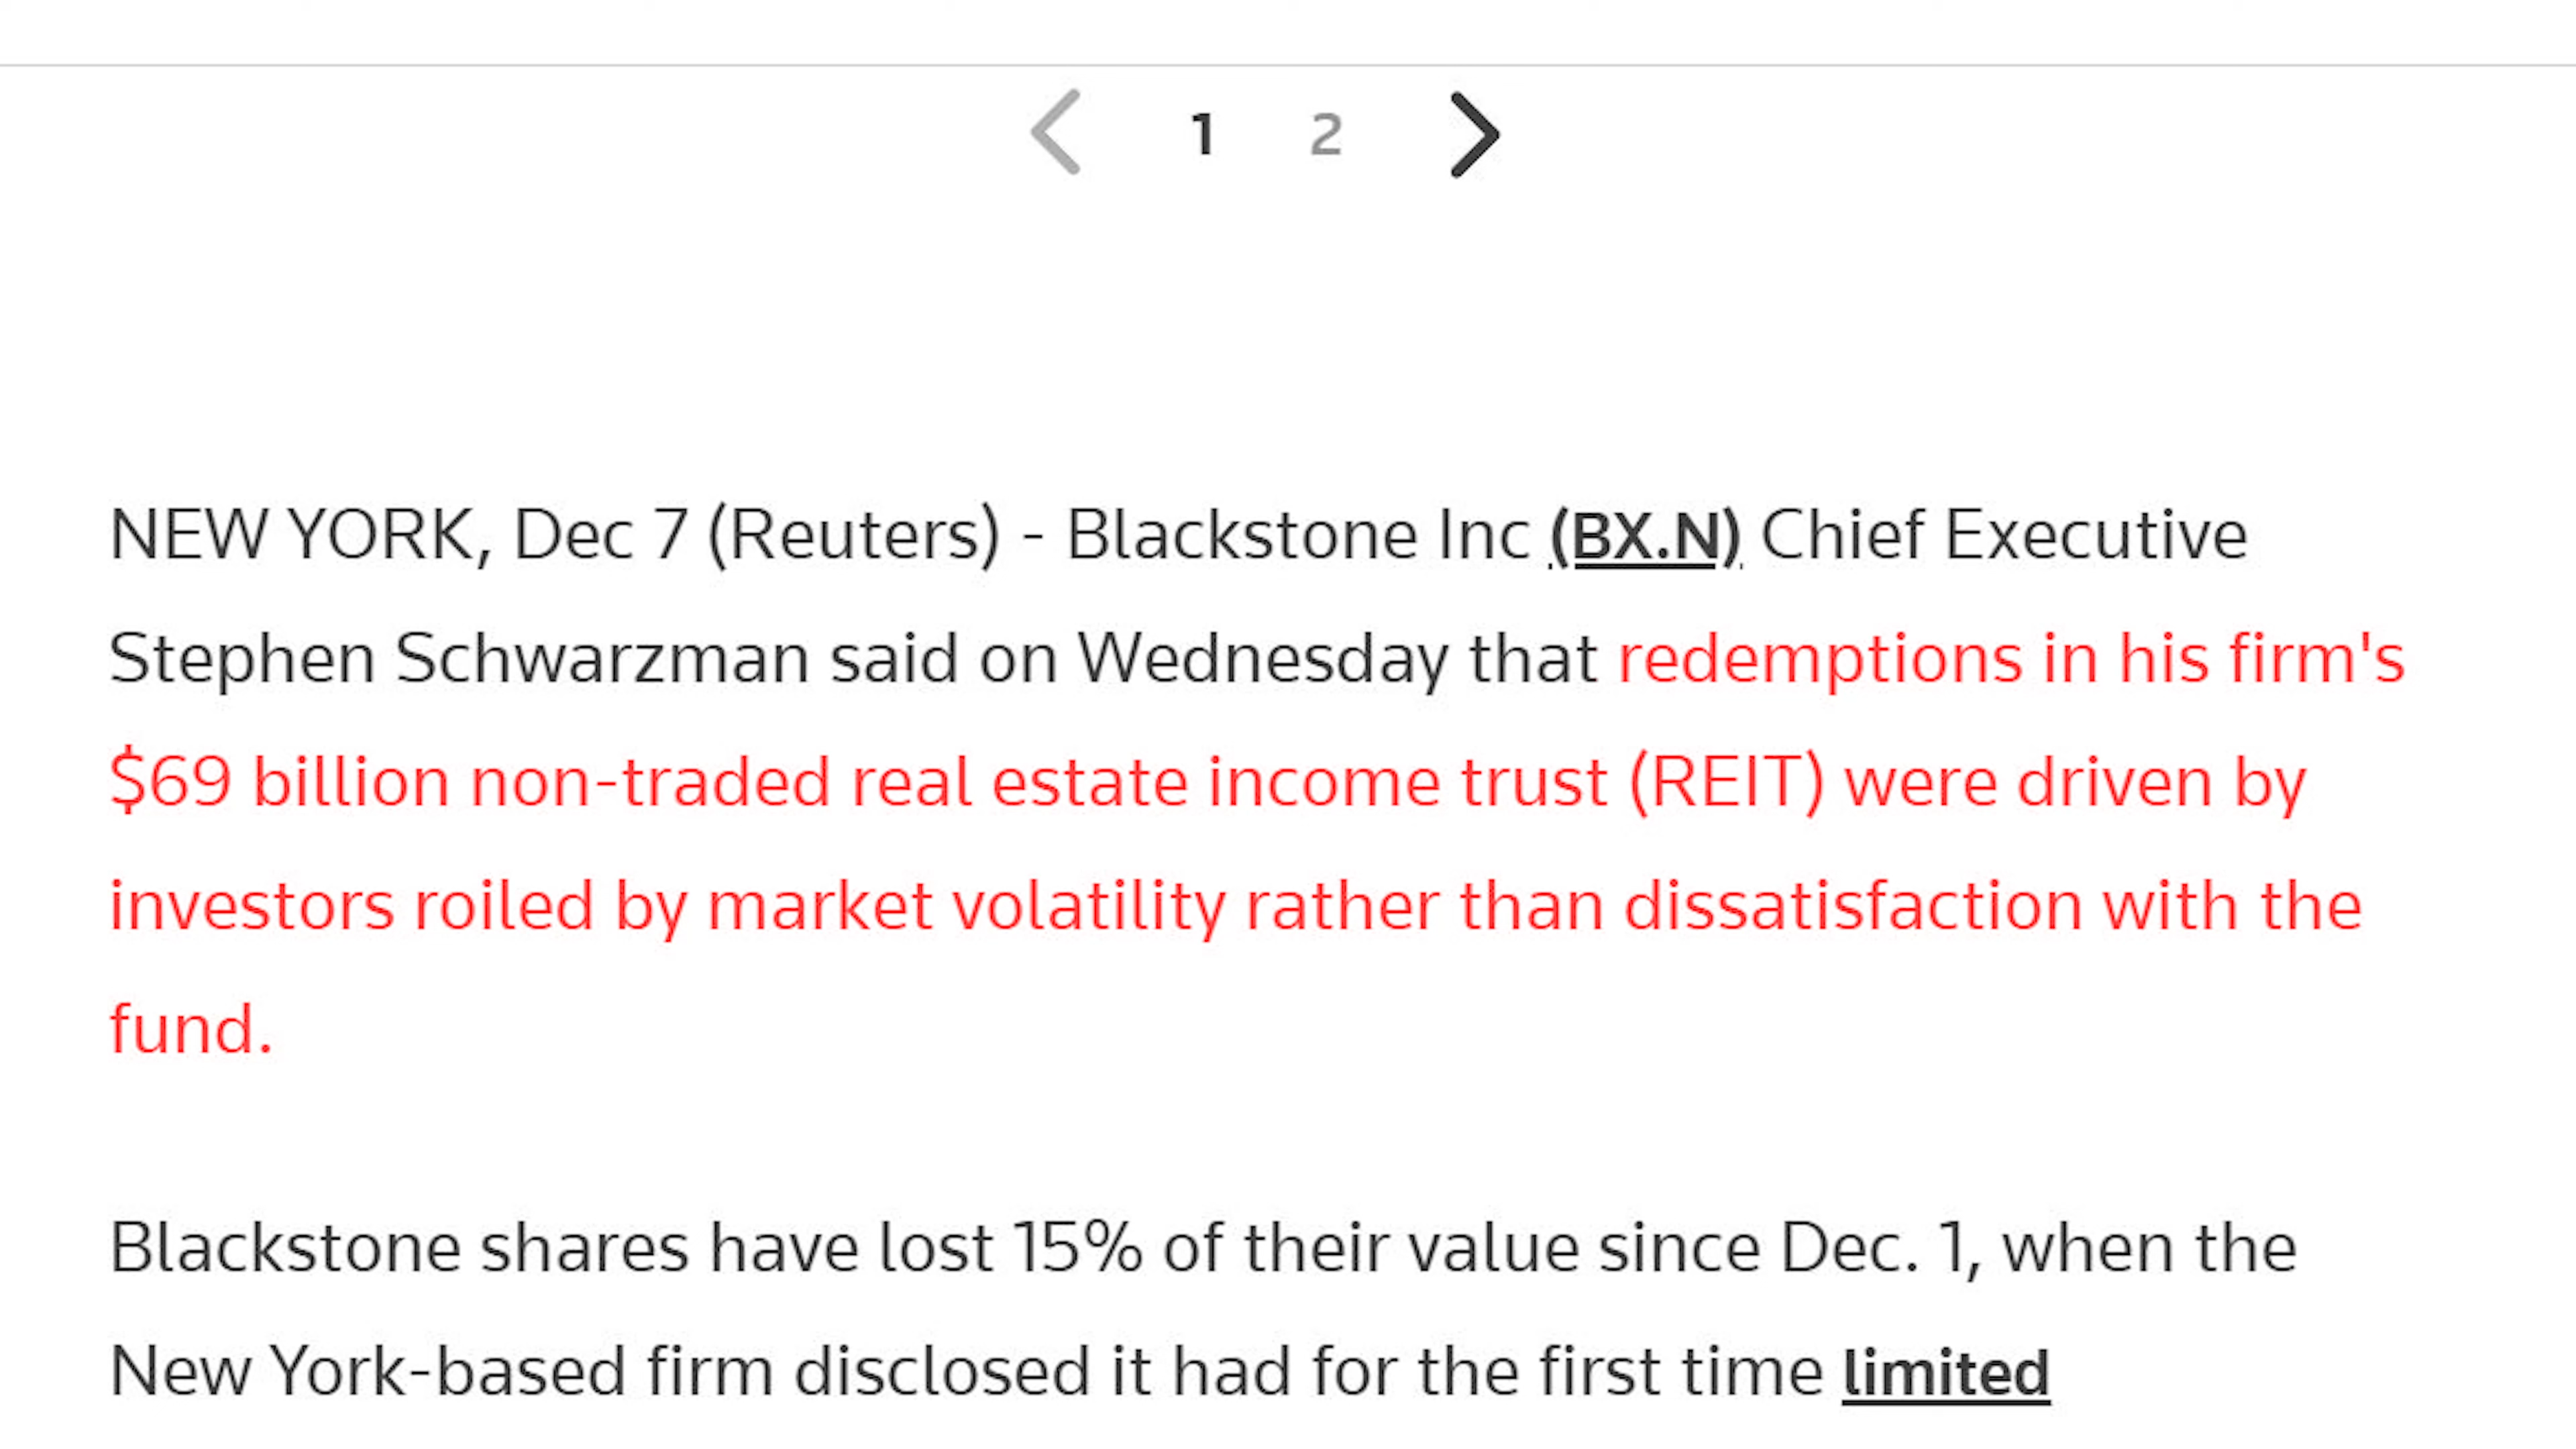 1 2
NEW YORK, Dec 7 (Reuters) - Blackstone Inc (BX.N) Chief Executive
Stephen Schwarzman said on Wednesday that redemptions in his firm's
$69 billion non-traded real estate income trust (REIT) were driven by
investors roiled by market volatility rather than dissatisfaction with the
fund.
Blackstone shares have lost 15% of their value since Dec. 1, when the
New York-based firm disclosed it had for the first time limited